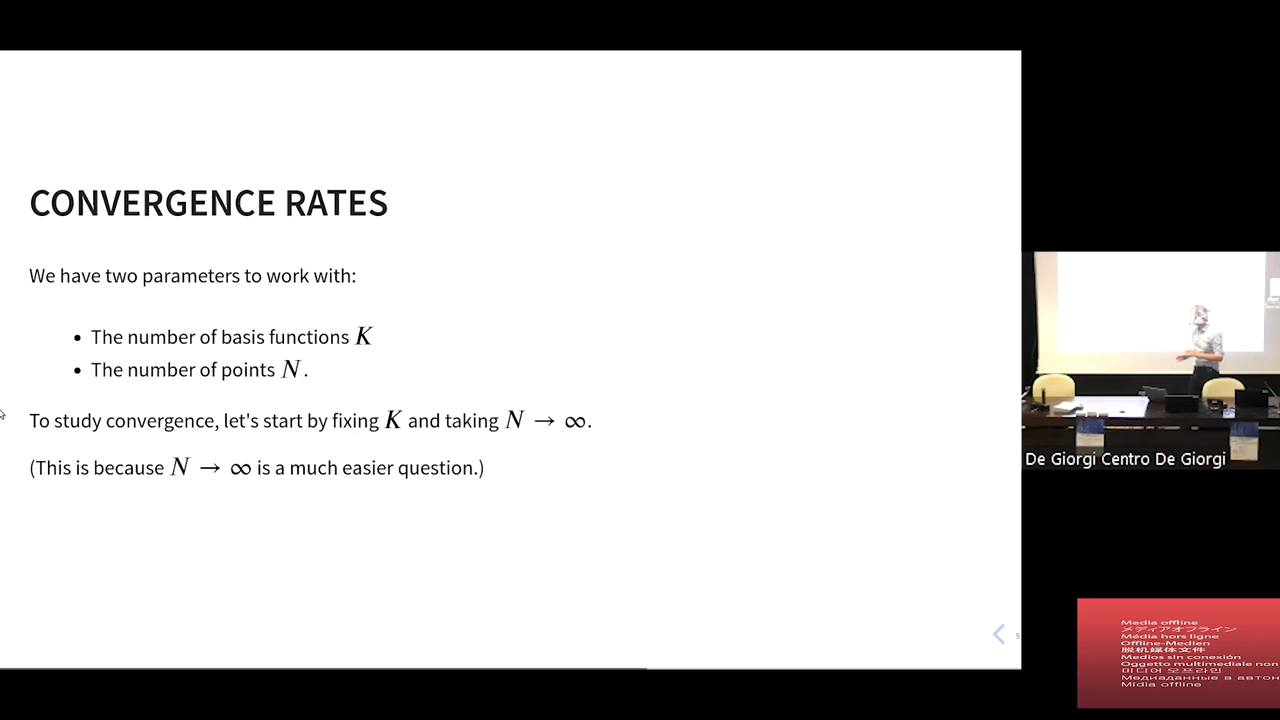 CONVERGENCE RATES
We have two parameters to work with:
• The number of basis functions K
• The number of points N.
To study convergence, let's start by fixing K and taking N → ∞.
(This is because N → ∞ is a much easier question.)
De Giorgi Centro De Giorgi
5
Media offline
メディアオフライン
Média hors ligne
Offline-Medien
脱机媒体文件
Medios sin conexión
Oggetto multimediale non
미디어 오프라인
Медиаданные в автон
Mídia offline